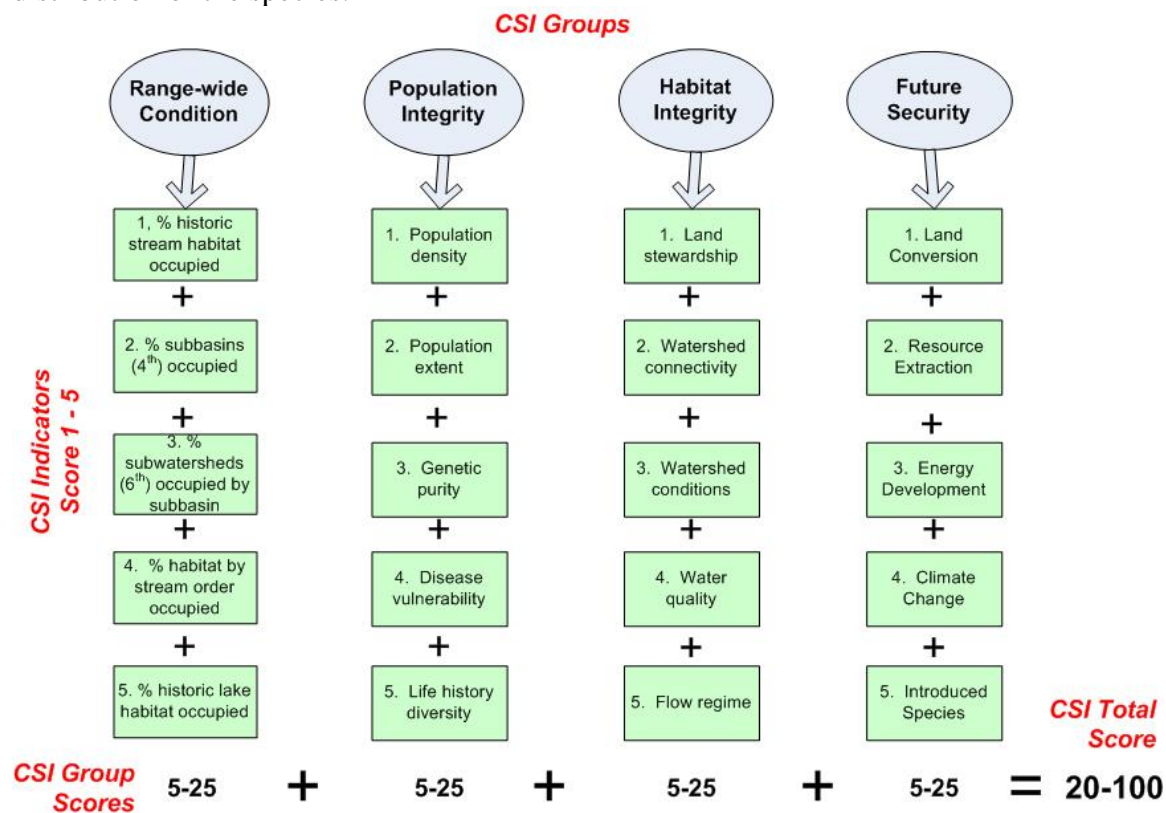 distribution of the species.
CSI Groups
Range-wide
Condition
Population
Integrity
Habitat
Integrity
Future
Security
CSI Indicators
Score 1 - 5
1, % historic
stream habitat
occupied
+
2. % subbasins
(4th) occupied
+
3. %
subwatersheds
(6th) occupied by
subbasin
+
4. % habitat by
stream order
occupied
+
5. % historic lake
habitat occupied
1. Population
density
+
2. Population
extent
+
3. Genetic
purity
+
4. Disease
vulnerability
+
5. Life history
diversity
1. Land
stewardship
+
2. Watershed
connectivity
+
3. Watershed
conditions
+
4. Water
quality
+
5. Flow regime
1. Land
Conversion
+
2. Resource
Extraction
+
3. Energy
Development
+
4. Climate
Change
+
5. Introduced
Species
CSI Total
Score
CSI Group
Scores
5-25 + 5-25 + 5-25 + 5-25 = 20-100